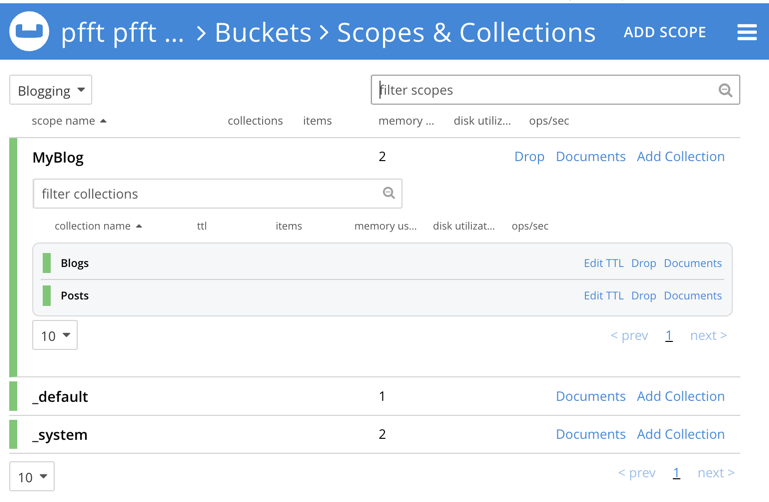 pfft pfft ... > Buckets > Scopes & Collections ADD SCOPE
Blogging filter scopes
scope name collections items memory ... disk utiliz... ops/sec
MyBlog 2 Drop Documents Add Collection
filter collections
collection name ttl items memory us... disk utilizat... ops/sec
Blogs Edit TTL Drop Documents
Posts Edit TTL Drop Documents
10 < prev 1 next >
_default 1 Documents Add Collection
_system 2 Documents Add Collection
10 < prev 1 next >